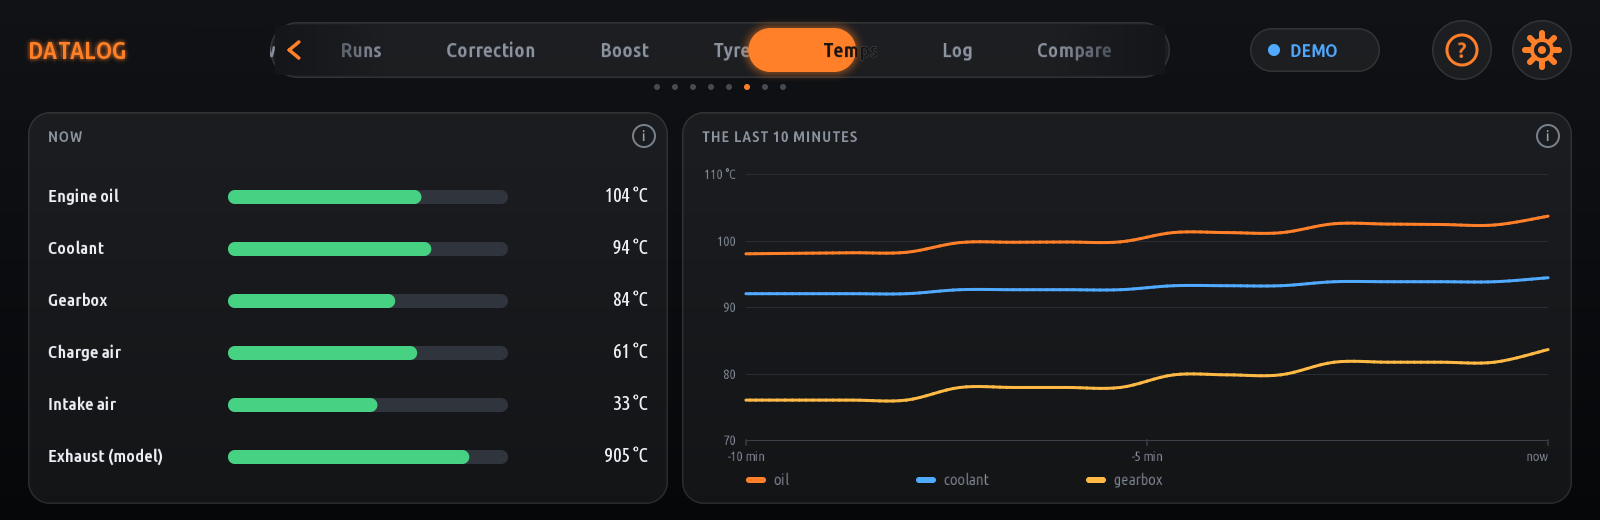 DATALOG
Runs Correction Boost Tyre Temps Log Compare
DEMO
?
NOW
i
Engine oil 104 °C
Coolant 94 °C
Gearbox 84 °C
Charge air 61 °C
Intake air 33 °C
Exhaust (model) 905 °C
THE LAST 10 MINUTES
i
110 °C
100
90
80
70
-10 min -5 min now
oil coolant gearbox